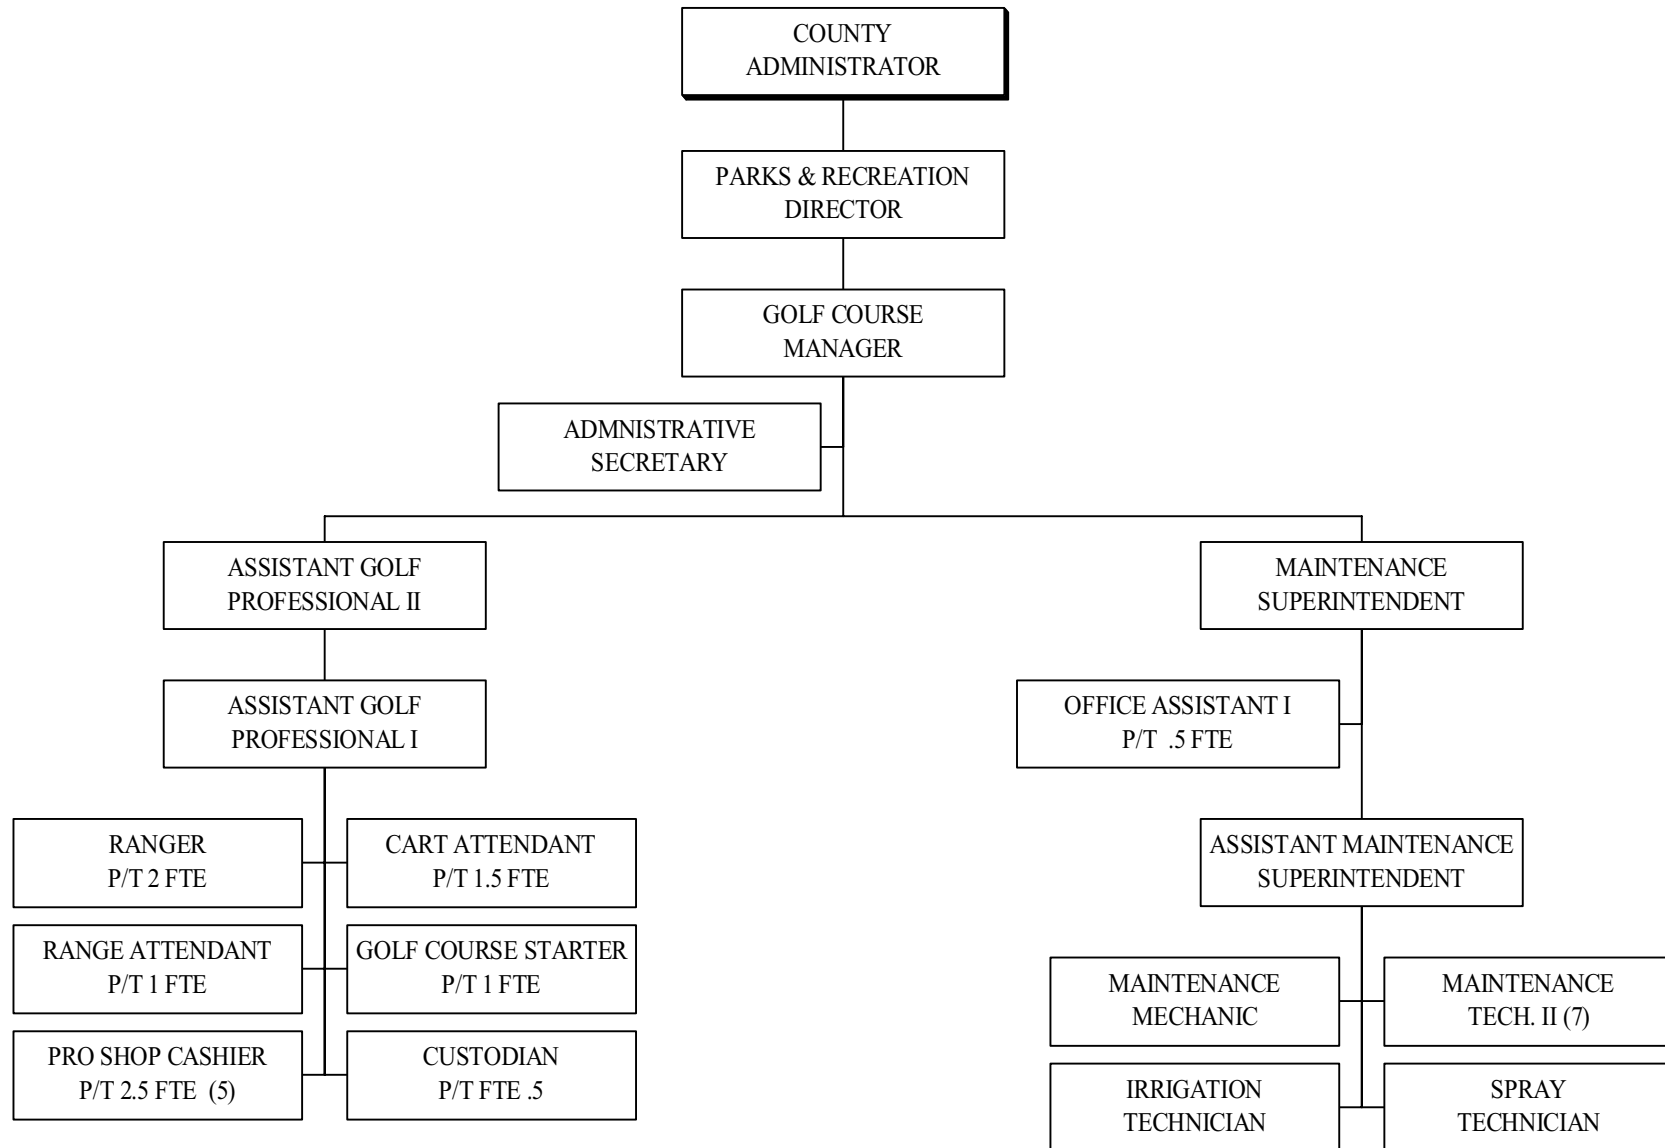 COUNTY
ADMINISTRATOR
PARKS & RECREATION
DIRECTOR
GOLF COURSE
MANAGER
ADMNISTRATIVE
SECRETARY
ASSISTANT GOLF
PROFESSIONAL II
MAINTENANCE
SUPERINTENDENT
ASSISTANT GOLF
PROFESSIONAL I
OFFICE ASSISTANT I
P/T .5 FTE
RANGER
P/T 2 FTE
CART ATTENDANT
P/T 1.5 FTE
ASSISTANT MAINTENANCE
SUPERINTENDENT
RANGE ATTENDANT
P/T 1 FTE
GOLF COURSE STARTER
P/T 1 FTE
MAINTENANCE
MECHANIC
MAINTENANCE
TECH. II (7)
PRO SHOP CASHIER
P/T 2.5 FTE (5)
CUSTODIAN
P/T FTE .5
IRRIGATION
TECHNICIAN
SPRAY
TECHNICIAN